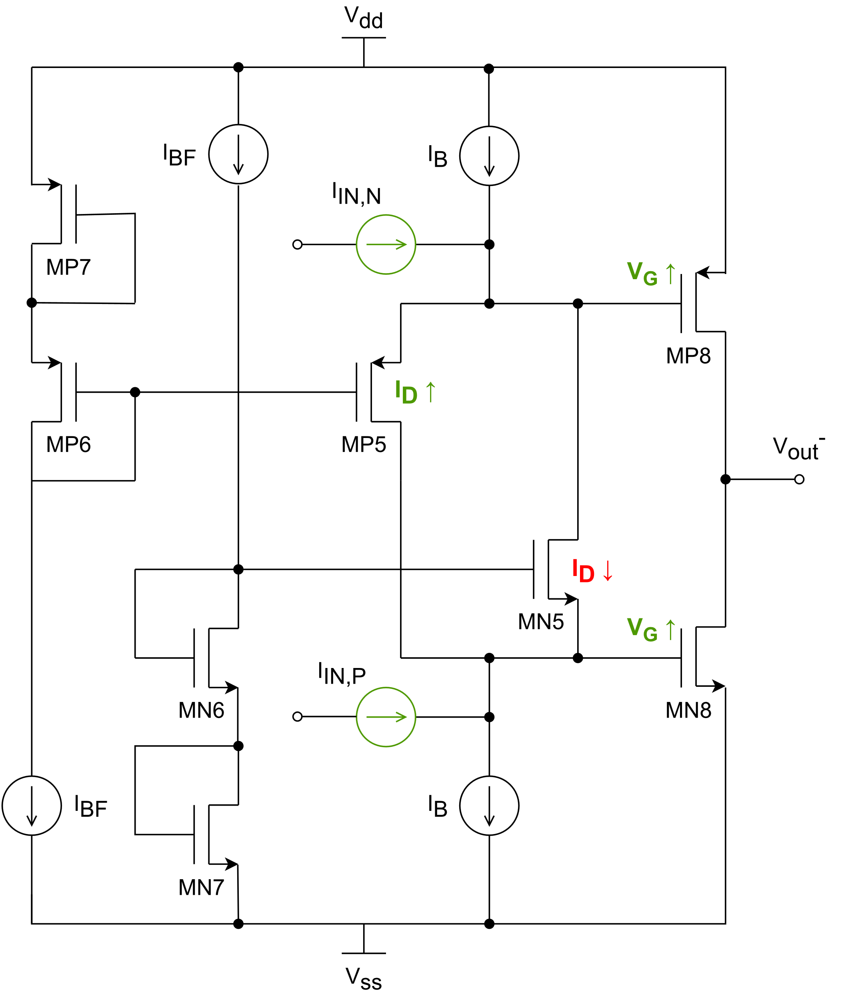 Vdd
IBF
IB
IIN,N
MP7
VG ↑
MP8
ID ↑
MP6
MP5
Vout-
ID ↓
MN5
VG ↑
IIN,P
MN6
MN8
IBF
IB
MN7
Vss